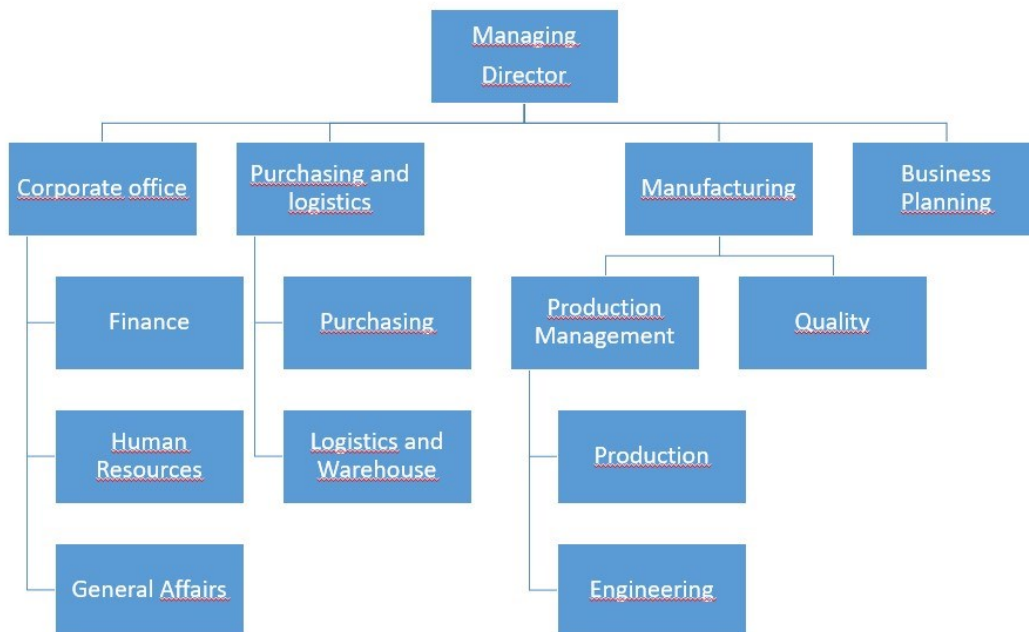 Managing
Director
Corporate office
Purchasing and
logistics
Manufacturing
Business
Planning
Finance
Purchasing
Production
Management
Quality
Human
Resources
Logistics and
Warehouse
Production
General Affairs
Engineering